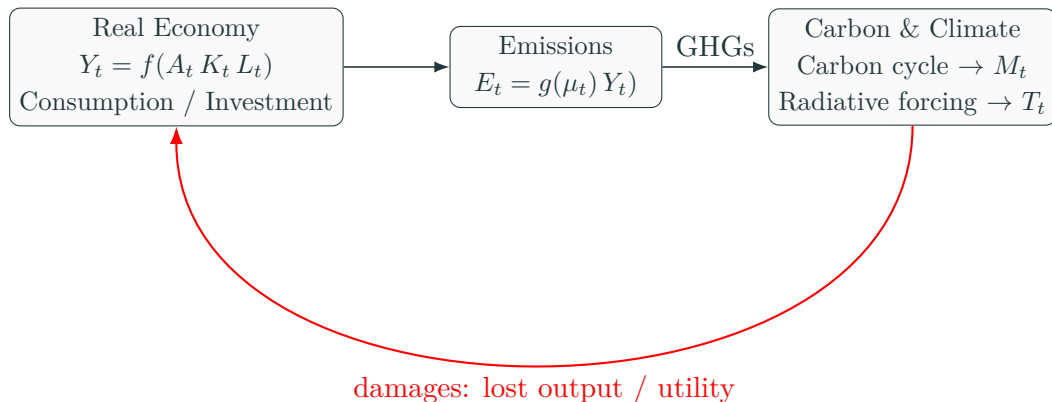 Real Economy
Y_t = f(A_t K_t L_t)
Consumption / Investment
Emissions
E_t = g(μ_t) Y_t)
GHGs
Carbon & Climate
Carbon cycle → M_t
Radiative forcing → T_t
damages: lost output / utility